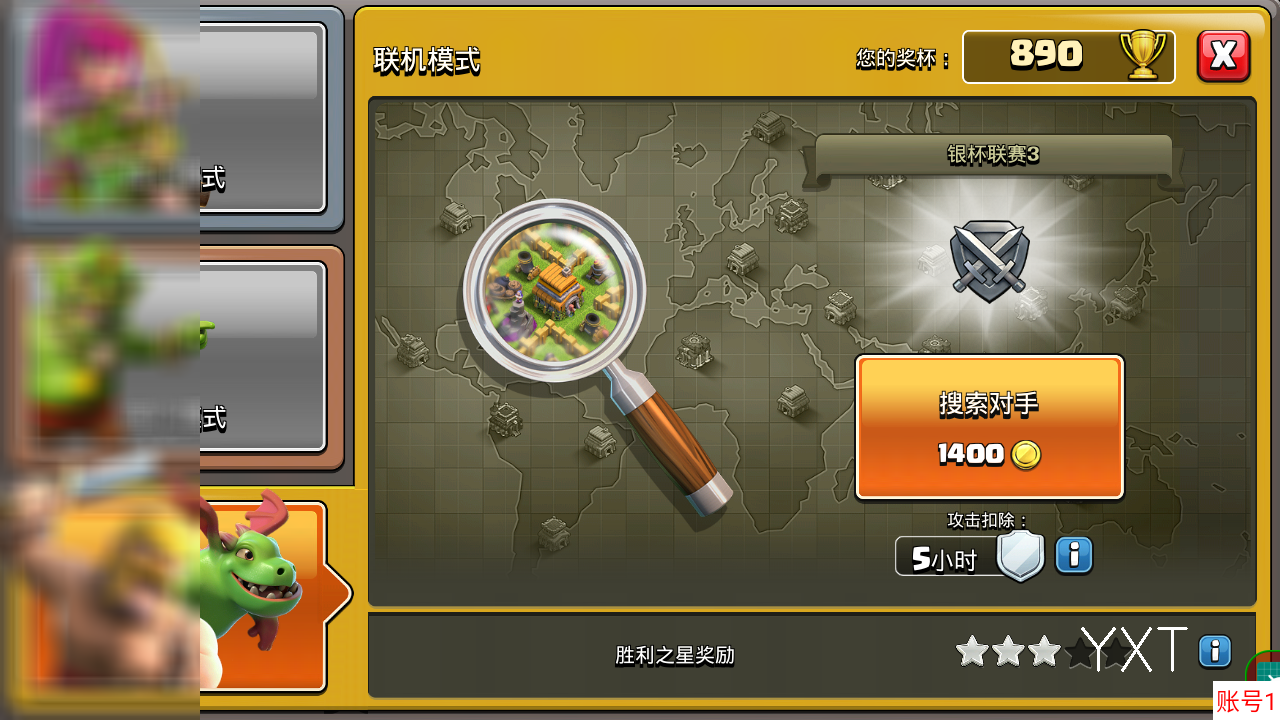 联机模式
您的奖杯：
890
银杯联赛3
式
搜索对手
1400
式
攻击扣除：
5小时
胜利之星奖励
YXT
账号1